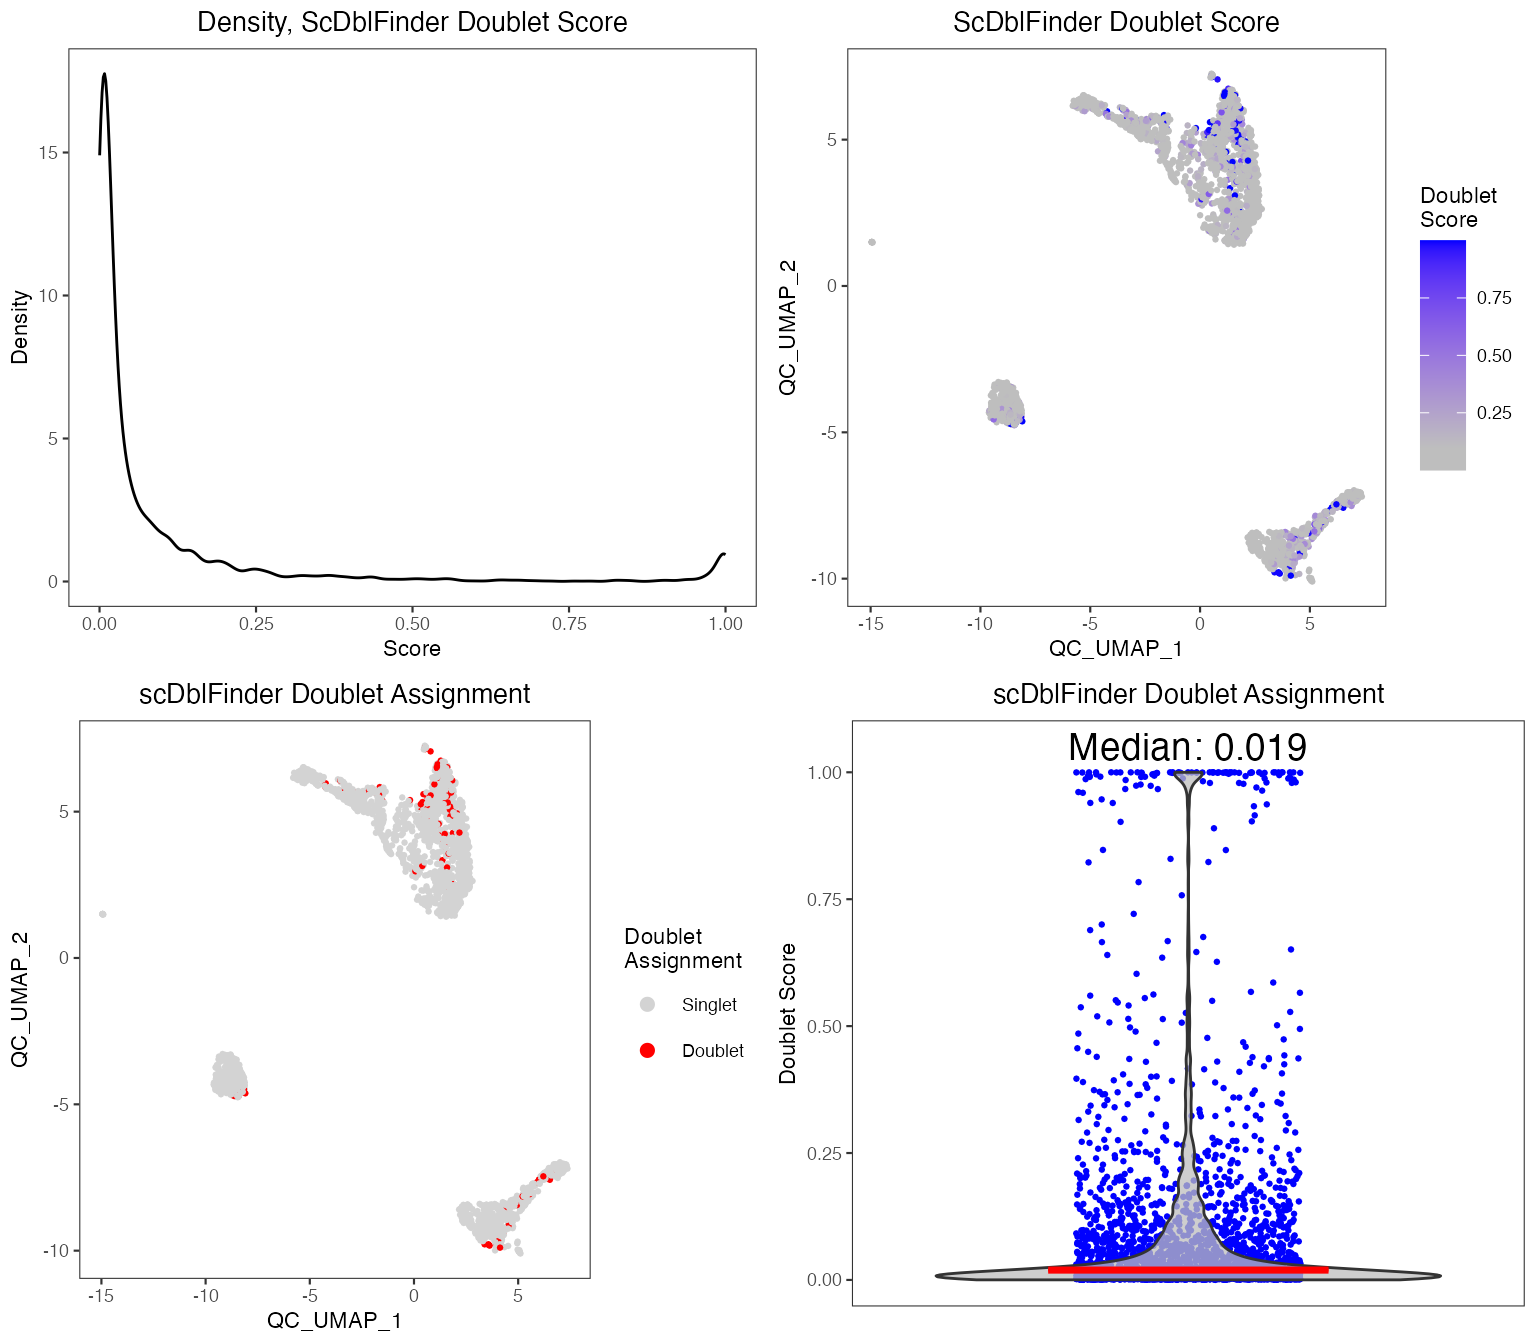 Density, ScDblFinder Doublet Score
Density
15
10
5
0
0.00
0.25
0.50
0.75
1.00
Score
ScDblFinder Doublet Score
QC_UMAP_2
5
0
-5
-10
-15
-10
-5
0
5
QC_UMAP_1
Doublet
Score
0.75
0.50
0.25
scDblFinder Doublet Assignment
QC_UMAP_2
5
0
-5
-10
-15
-10
-5
0
5
QC_UMAP_1
Doublet
Assignment
Singlet
Doublet
scDblFinder Doublet Assignment
Median: 0.019
Doublet Score
1.00
0.75
0.50
0.25
0.00